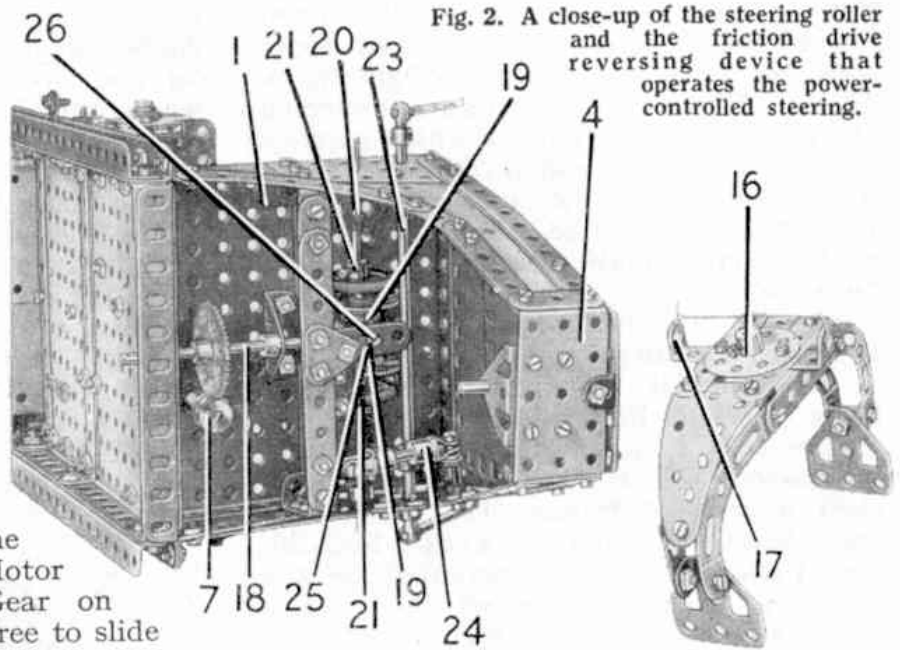 Fig. 2. A close-up of the steering roller
and the friction drive
reversing device that
operates the power-
controlled steering.
26
1 21 20 23
19
4
16
17
7 18 25 21 19 24
Motor
Gear on
ree to slide